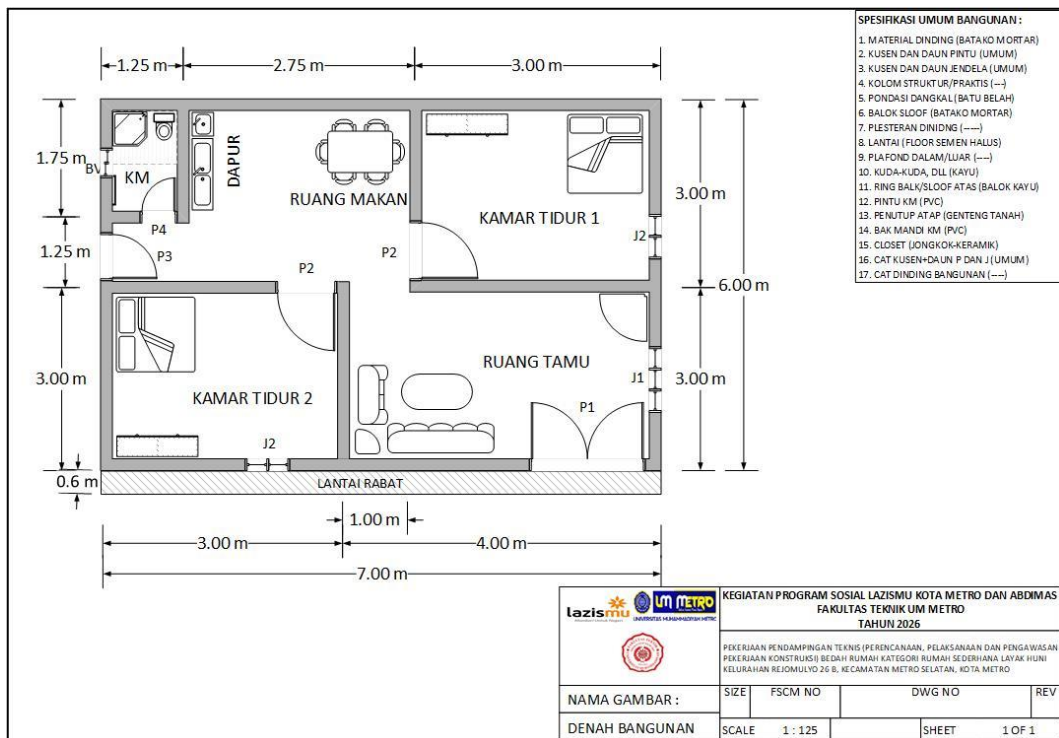 SPESIFIKASI UMUM BANGUNAN :
1. MATERIAL DINDING (BATAKO MORTAR)
2. KUSEN DAN DAUN PINTU (UMUM)
3. KUSEN DAN DAUN JENDELA (UMUM)
4. KOLOM STRUKTUR/PRAKTIS (---)
5. PONDASI DANGKAL (BATU BELAH)
6. BALOK SLOOF (BATAKO MORTAR)
7. PLESTERAN DINIDNG (----)
8. LANTAI (FLOOR SEMEN HALUS)
9. PLAFOND DALAM/LUAR (----)
10. KUDA-KUDA, DLL (KAYU)
11. RING BALK/SLOOF ATAS (BALOK KAYU)
12. PINTU KM (PVC)
13. PENUTUP ATAP (GENTENG TANAH)
14. BAK MANDI KM (PVC)
15. CLOSET (JONGKOK-KERAMIK)
16. CAT KUSEN+DAUN P DAN J (UMUM)
17. CAT DINDING BANGUNAN (----)
1.25 m
2.75 m
3.00 m
1.75 m
BV
KM
DAPUR
RUANG MAKAN
KAMAR TIDUR 1
3.00 m
P4
P3
P2
P2
J2
1.25 m
6.00 m
3.00 m
KAMAR TIDUR 2
RUANG TAMU
J1
3.00 m
P1
J2
0.6 m
LANTAI RABAT
1.00 m
3.00 m
4.00 m
7.00 m
lazismu
UM METRO
UNIVERSITAS MUHAMMADIYAH METRO
KEGIATAN PROGRAM SOSIAL LAZISMU KOTA METRO DAN ABDIMAS
FAKULTAS TEKNIK UM METRO
TAHUN 2026
PEKERJAAN PENDAMPINGAN TEKNIS (PERENCANAAN, PELAKSANAAN DAN PENGAWASAN
PEKERJAAN KONSTRUKSI) BEDAH RUMAH KATEGORI RUMAH SEDERHANA LAYAK HUNI
KELURAHAN REJOMULYO 26 B, KECAMATAN METRO SELATAN, KOTA METRO
NAMA GAMBAR :
SIZE FSCM NO DWG NO REV
DENAH BANGUNAN
SCALE 1 : 125 SHEET 1 OF 1